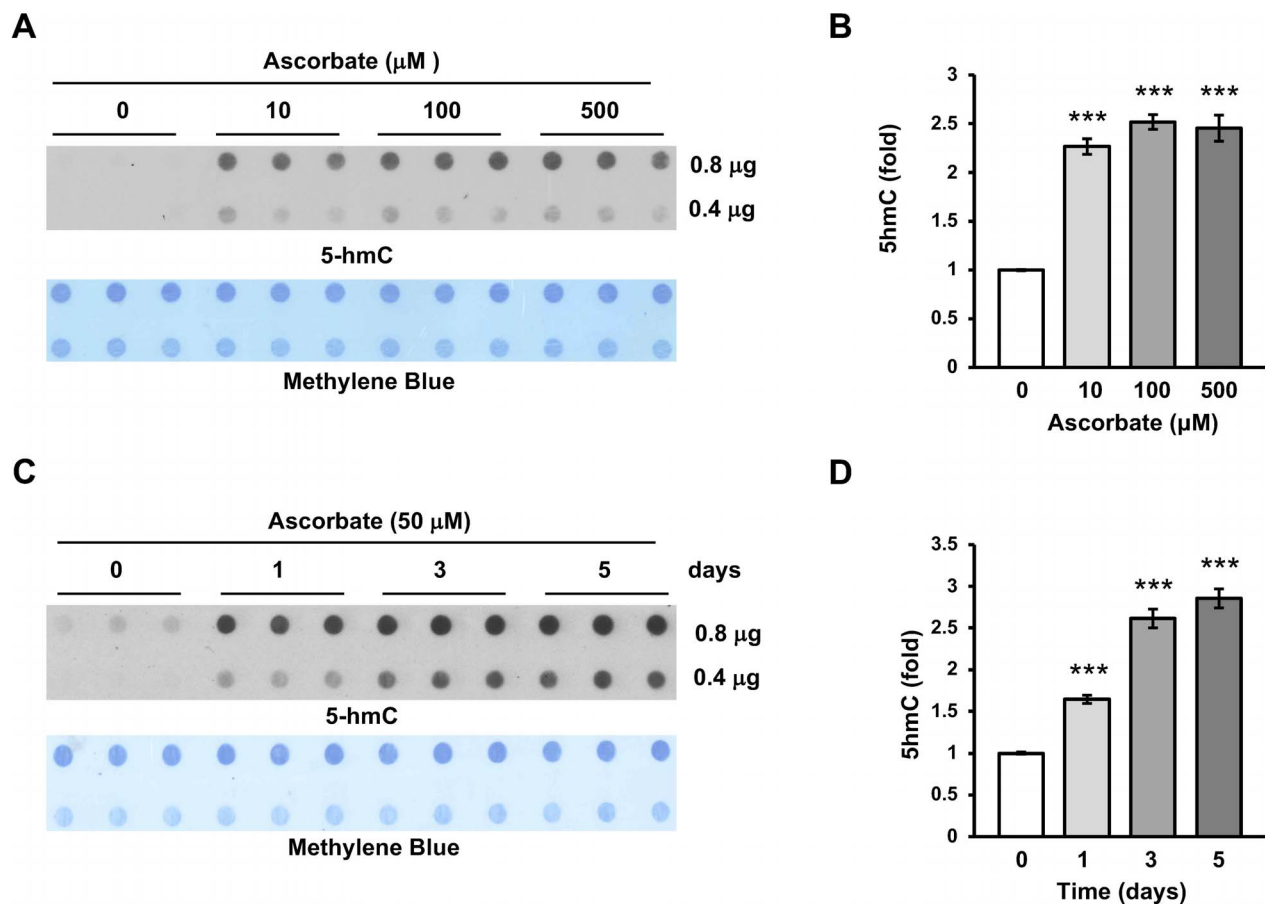 A
Ascorbate (μM )
0 10 100 500
0.8 μg
0.4 μg
5-hmC
Methylene Blue
B
3
2.5
2
1.5
1
0.5
0
5hmC (fold)
*** *** ***
0 10 100 500
Ascorbate (μM)
C
Ascorbate (50 μM)
0 1 3 5 days
0.8 μg
0.4 μg
5-hmC
Methylene Blue
D
3.5
3
2.5
2
1.5
1
0.5
0
5hmC (fold)
*** *** ***
0 1 3 5
Time (days)